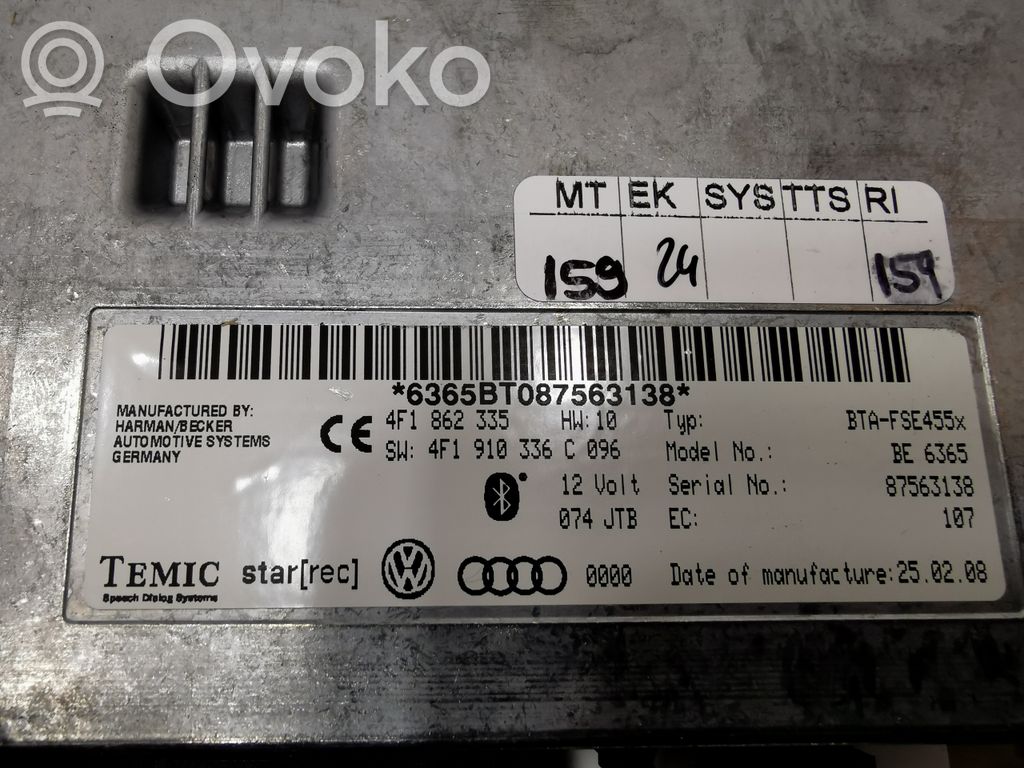 Ovoko
MT EK SYS TTS RI
159 24 159
*6365BT087563138*
MANUFACTURED BY:
HARMAN/BECKER
AUTOMOTIVE SYSTEMS
GERMANY
CE
4F1 862 335 HW:10 Typ: BTA-FSE455x
SW: 4F1 910 336 C 096 Model No.: BE 6365
12 Volt Serial No.: 87563138
074 JTB EC: 107
TEMIC star[rec] VW 0000 Date of manufacture:25.02.08
Speech Dialog Systems